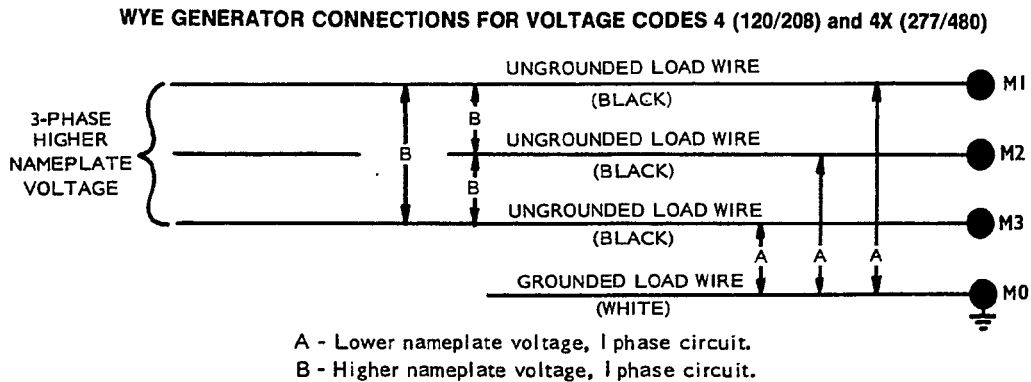 WYE GENERATOR CONNECTIONS FOR VOLTAGE CODES 4 (120/208) and 4X (277/480)
UNGROUNDED LOAD WIRE
M1
(BLACK)
3-PHASE
HIGHER
NAMEPLATE
VOLTAGE
B
B
UNGROUNDED LOAD WIRE
M2
(BLACK)
B
UNGROUNDED LOAD WIRE
M3
(BLACK)
A
A
A
GROUNDED LOAD WIRE
M0
(WHITE)
A - Lower nameplate voltage, 1 phase circuit.
B - Higher nameplate voltage, 1 phase circuit.